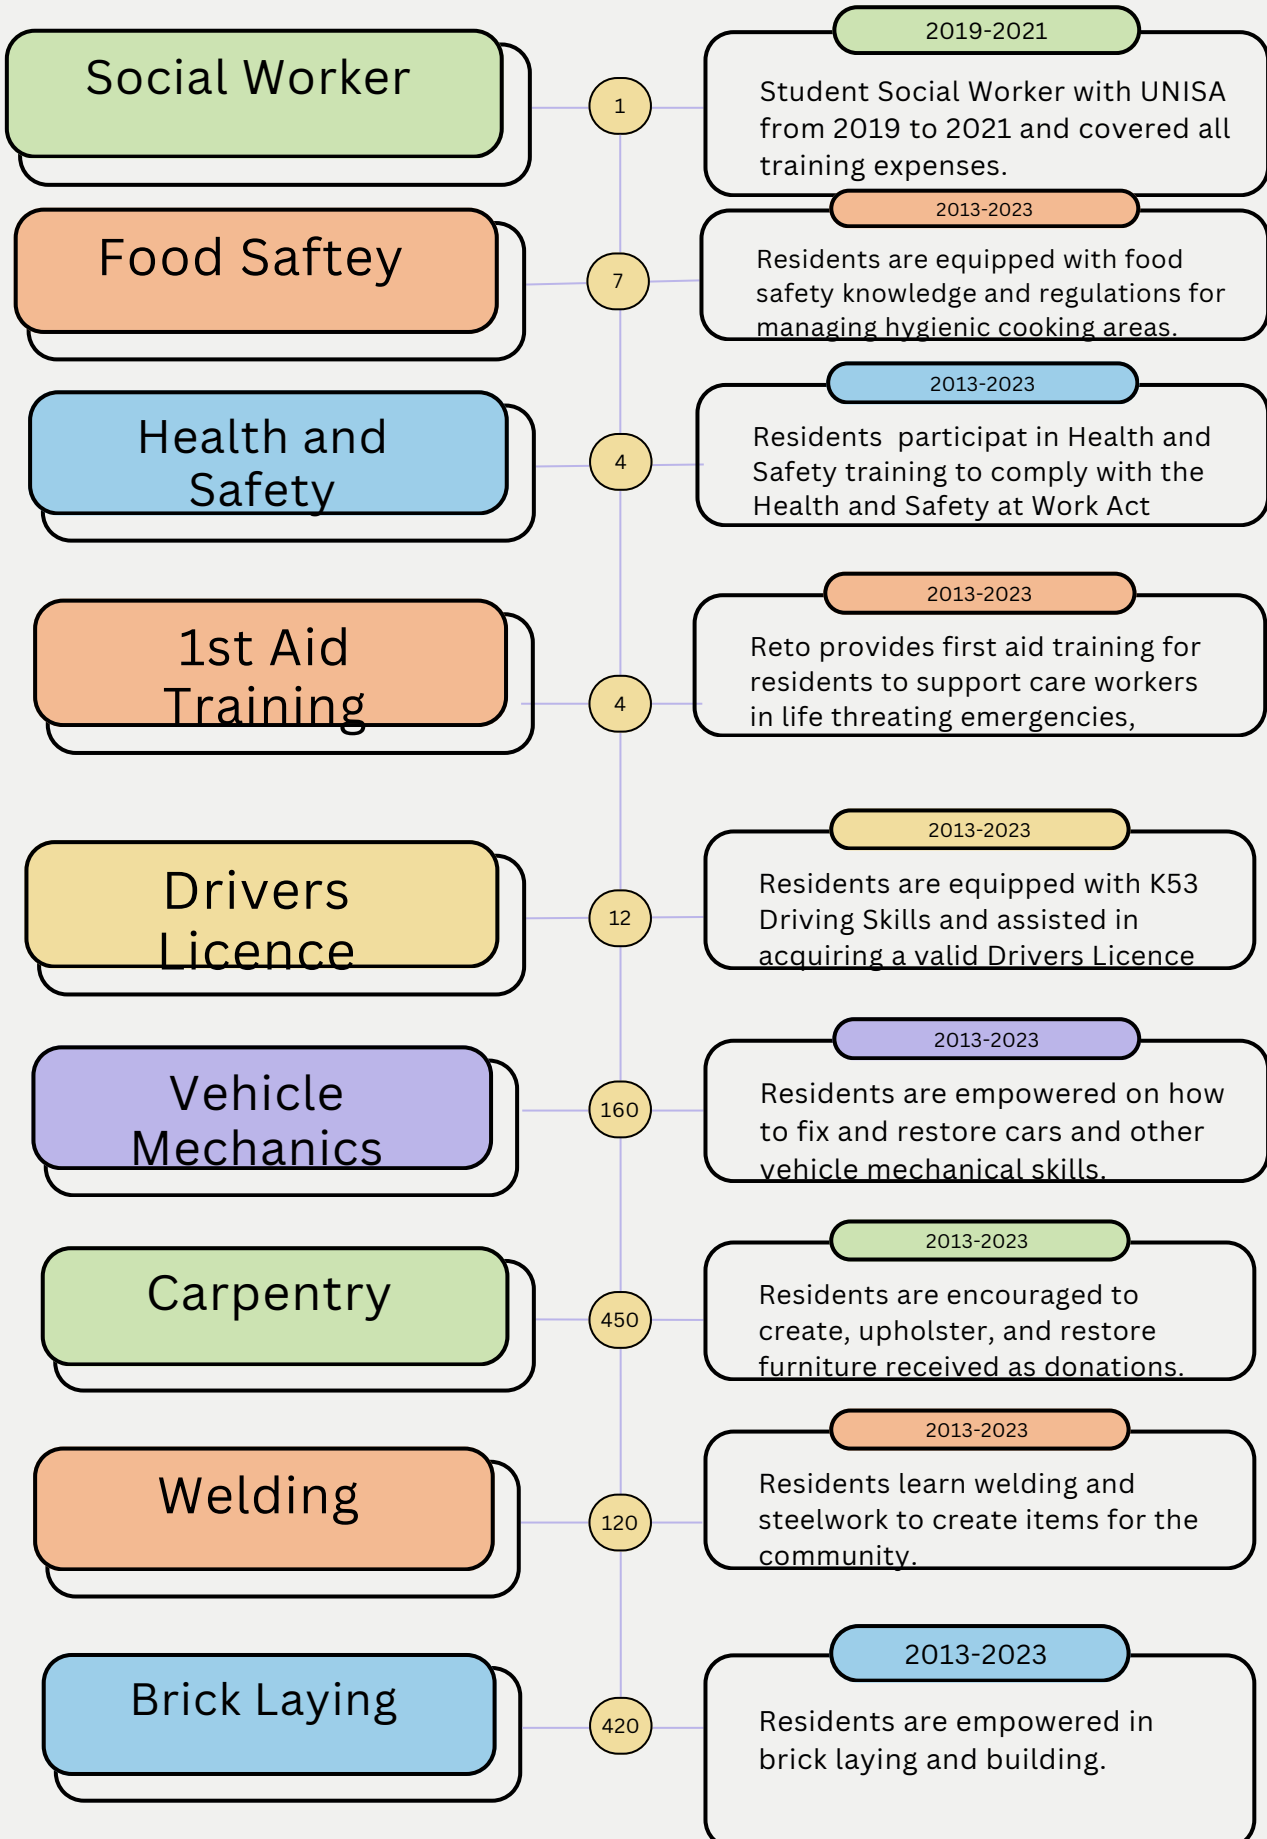 Social Worker
1
2019-2021
Student Social Worker with UNISA
from 2019 to 2021 and covered all
training expenses.
Food Saftey
7
2013-2023
Residents are equipped with food
safety knowledge and regulations for
managing hygienic cooking areas.
Health and
Safety
4
2013-2023
Residents  participat in Health and
Safety training to comply with the
Health and Safety at Work Act
1st Aid
Training
4
2013-2023
Reto provides first aid training for
residents to support care workers
in life threating emergencies,
Drivers
Licence
12
2013-2023
Residents are equipped with K53
Driving Skills and assisted in
acquiring a valid Drivers Licence
Vehicle
Mechanics
160
2013-2023
Residents are empowered on how
to fix and restore cars and other
vehicle mechanical skills.
Carpentry
450
2013-2023
Residents are encouraged to
create, upholster, and restore
furniture received as donations.
Welding
120
2013-2023
Residents learn welding and
steelwork to create items for the
community.
Brick Laying
420
2013-2023
Residents are empowered in
brick laying and building.